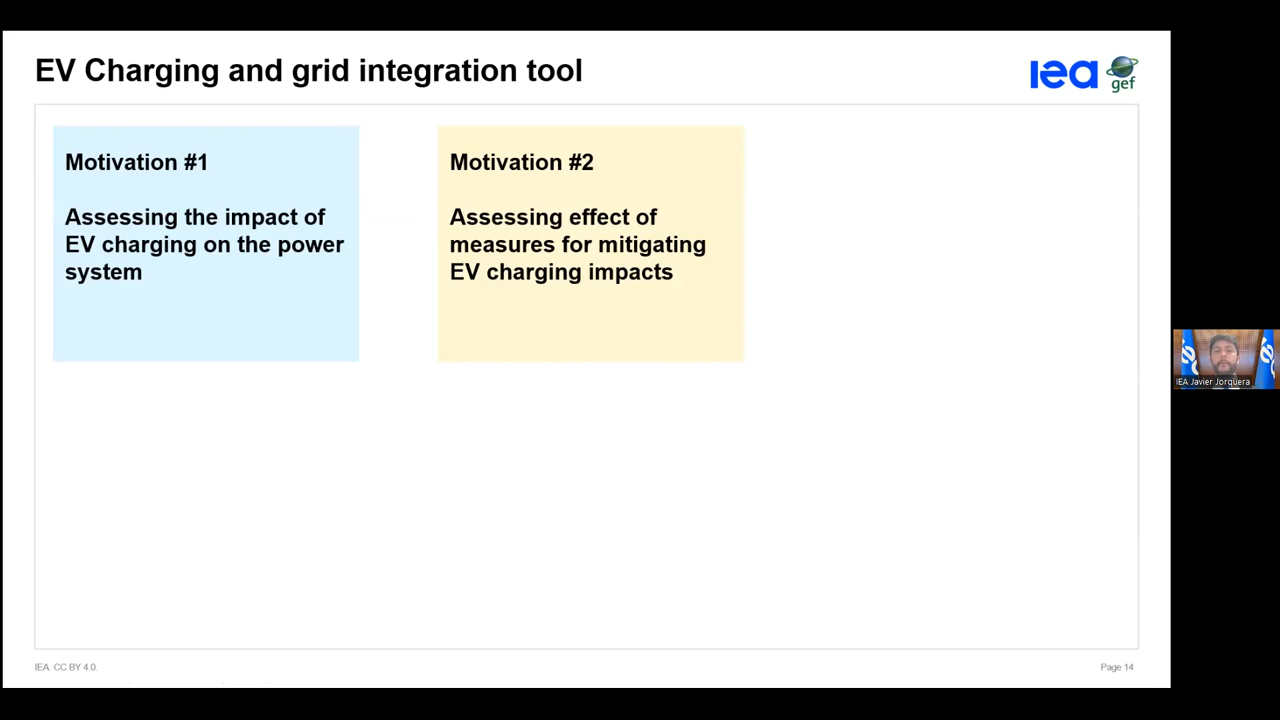 EV Charging and grid integration tool
iea
gef
Motivation #1
Assessing the impact of
EV charging on the power
system
Motivation #2
Assessing effect of
measures for mitigating
EV charging impacts
IEA Javier Jorquera
IEA. CC BY 4.0.
Page 14